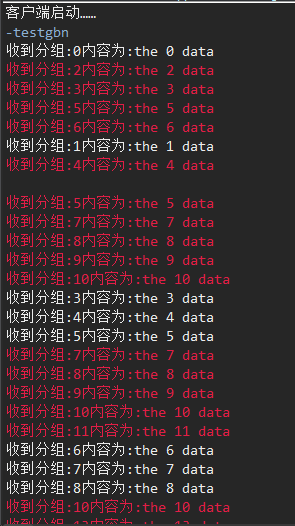 客户端启动……
-testgbn
收到分组:0内容为:the 0 data
收到分组:2内容为:the 2 data
收到分组:3内容为:the 3 data
收到分组:5内容为:the 5 data
收到分组:6内容为:the 6 data
收到分组:1内容为:the 1 data
收到分组:4内容为:the 4 data
收到分组:5内容为:the 5 data
收到分组:7内容为:the 7 data
收到分组:8内容为:the 8 data
收到分组:9内容为:the 9 data
收到分组:10内容为:the 10 data
收到分组:3内容为:the 3 data
收到分组:4内容为:the 4 data
收到分组:5内容为:the 5 data
收到分组:7内容为:the 7 data
收到分组:8内容为:the 8 data
收到分组:9内容为:the 9 data
收到分组:10内容为:the 10 data
收到分组:11内容为:the 11 data
收到分组:6内容为:the 6 data
收到分组:7内容为:the 7 data
收到分组:8内容为:the 8 data
收到分组:10内容为:the 10 data